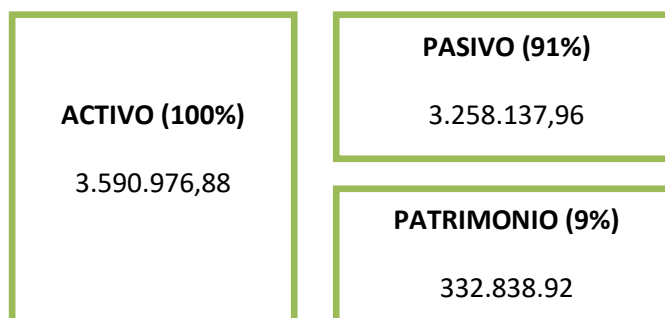 ACTIVO (100%)
3.590.976,88
PASIVO (91%)
3.258.137,96
PATRIMONIO (9%)
332.838.92